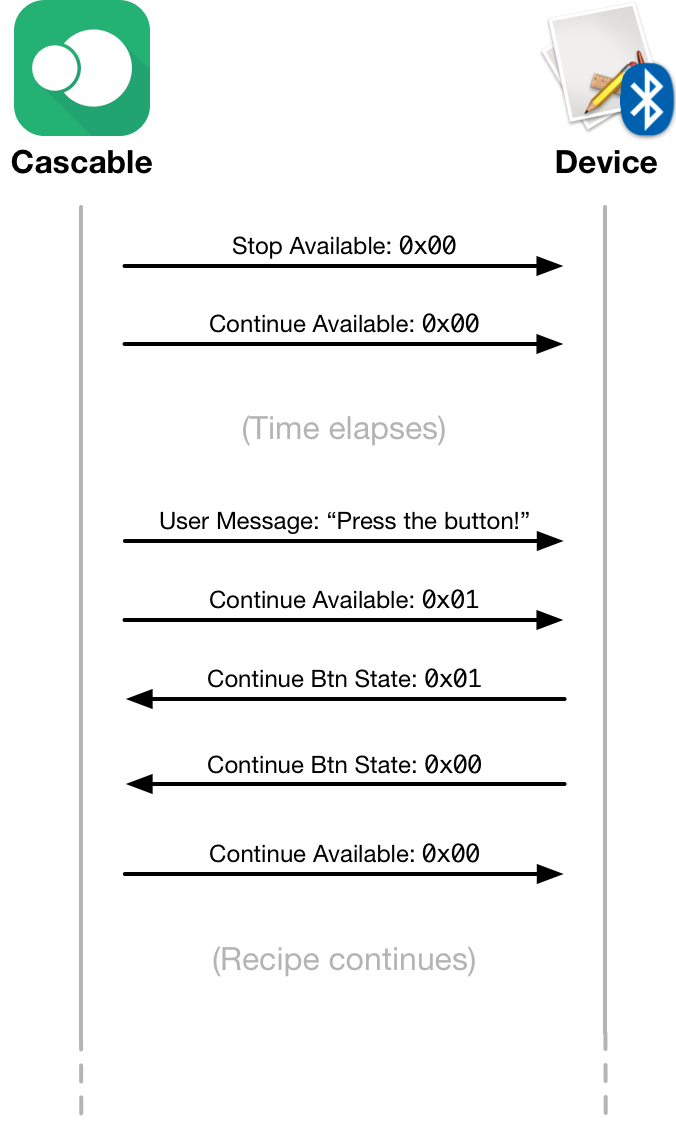 Cascable
Device
Stop Available: 0x00
Continue Available: 0x00
(Time elapses)
User Message: “Press the button!”
Continue Available: 0x01
Continue Btn State: 0x01
Continue Btn State: 0x00
Continue Available: 0x00
(Recipe continues)